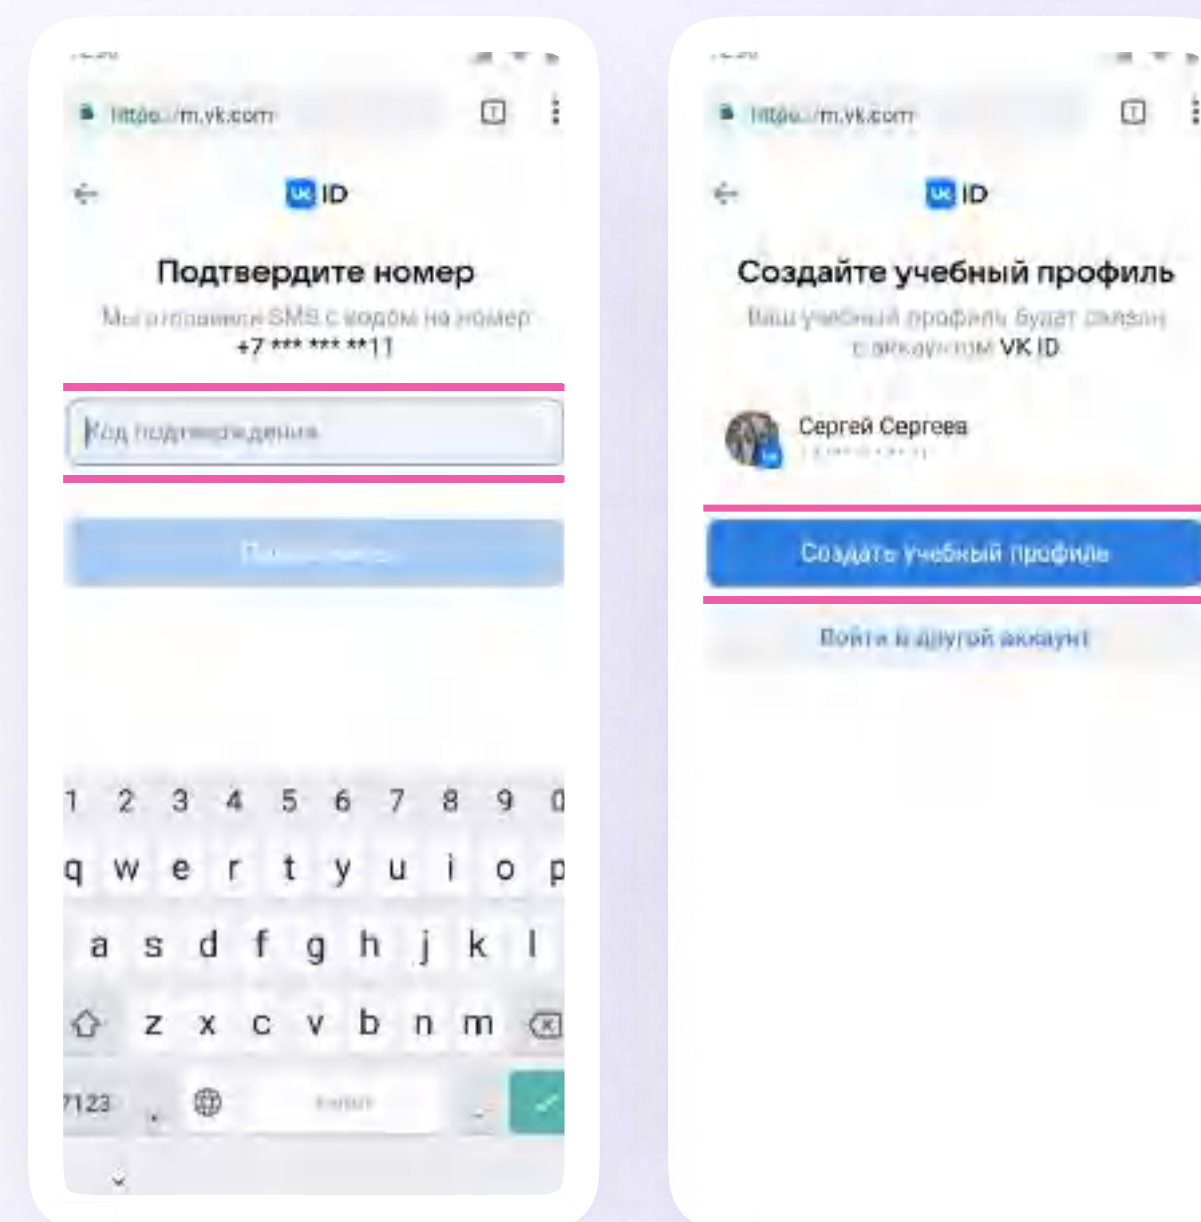 https://m.vk.com
VK ID
Подтвердите номер
Мы отправили SMS с кодом на номер
+7 *** *** **11
Код подтверждения
1 2 3 4 5 6 7 8 9 0
q w e r t y u i o p
a s d f g h j k l
z x c v b n m
?123 ,
https://m.vk.com
VK ID
Создайте учебный профиль
Ваш учебный профиль будет связан
с аккаунтом VK ID
Сергей Сергеев
Создать учебный профиль
Войти в другой аккаунт